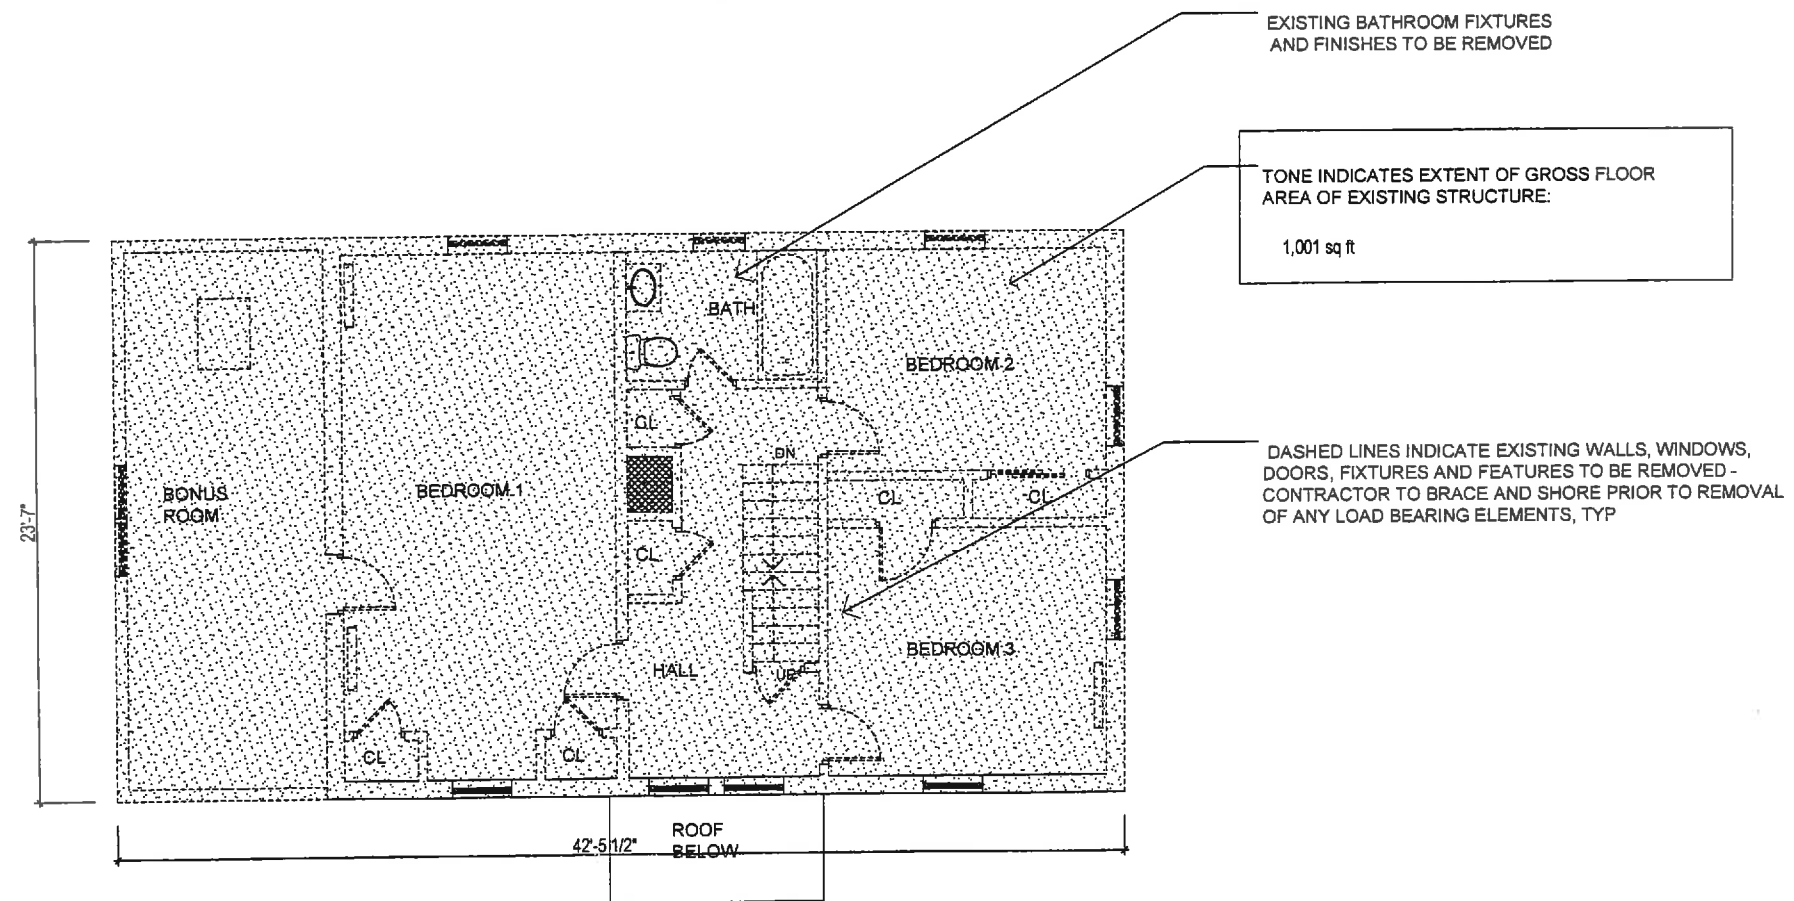 EXISTING BATHROOM FIXTURES
AND FINISHES TO BE REMOVED
TONE INDICATES EXTENT OF GROSS FLOOR
AREA OF EXISTING STRUCTURE:
1,001 sq ft
BATH
BEDROOM 2
CL
DN
DASHED LINES INDICATE EXISTING WALLS, WINDOWS,
DOORS, FIXTURES AND FEATURES TO BE REMOVED -
CONTRACTOR TO BRACE AND SHORE PRIOR TO REMOVAL
OF ANY LOAD BEARING ELEMENTS, TYP
BONUS
ROOM
BEDROOM 1
CL
CL
23'-7"
CL
HALL
UP
BEDROOM 3
CL
CL
ROOF
BELOW
42'-5 1/2"